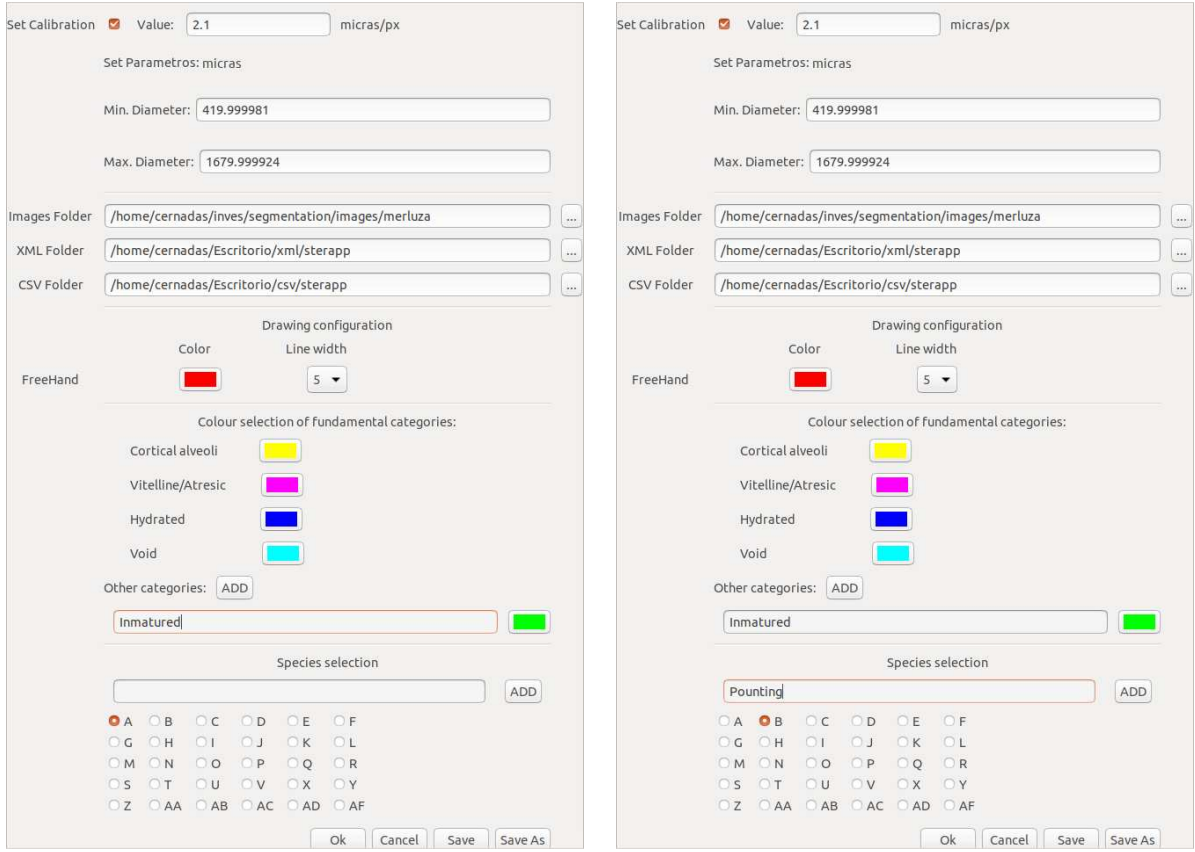 Set Calibration Value: 2.1 micras/px
Set Parametros: micras
Min. Diameter: 419.999981
Max. Diameter: 1679.999924
Images Folder /home/cernadas/inves/segmentation/images/merluza ...
XML Folder /home/cernadas/Escritorio/xml/sterapp ...
CSV Folder /home/cernadas/Escritorio/csv/sterapp ...
Drawing configuration
Color Line width
FreeHand 5
Colour selection of fundamental categories:
Cortical alveoli
Vitelline/Atresic
Hydrated
Void
Other categories: ADD
Inmatured
Species selection
ADD
A B C D E F
G H I J K L
M N O P Q R
S T U V X Y
Z AA AB AC AD AF
Ok Cancel Save Save As
Set Calibration Value: 2.1 micras/px
Set Parametros: micras
Min. Diameter: 419.999981
Max. Diameter: 1679.999924
Images Folder /home/cernadas/inves/segmentation/images/merluza ...
XML Folder /home/cernadas/Escritorio/xml/sterapp ...
CSV Folder /home/cernadas/Escritorio/csv/sterapp ...
Drawing configuration
Color Line width
FreeHand 5
Colour selection of fundamental categories:
Cortical alveoli
Vitelline/Atresic
Hydrated
Void
Other categories: ADD
Inmatured
Species selection
Pounting ADD
A B C D E F
G H I J K L
M N O P Q R
S T U V X Y
Z AA AB AC AD AF
Ok Cancel Save Save As